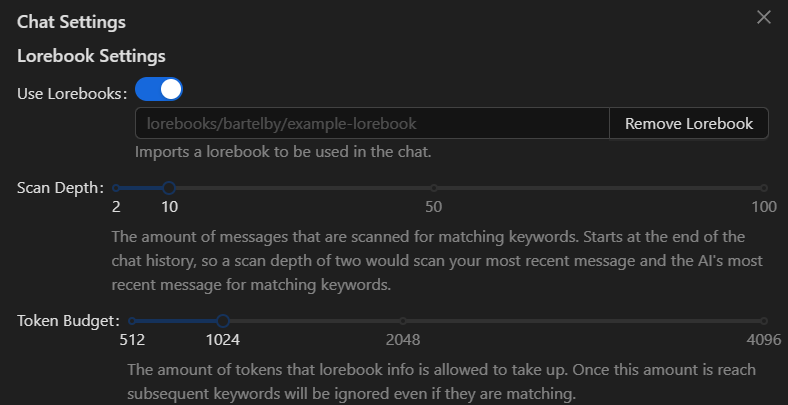 Chat Settings
Lorebook Settings
Use Lorebooks:
lorebooks/bartelby/example-lorebook Remove Lorebook
Imports a lorebook to be used in the chat.
Scan Depth:
2 10 50 100
The amount of messages that are scanned for matching keywords. Starts at the end of the
chat history, so a scan depth of two would scan your most recent message and the AI's most
recent message for matching keywords.
Token Budget:
512 1024 2048 4096
The amount of tokens that lorebook info is allowed to take up. Once this amount is reach
subsequent keywords will be ignored even if they are matching.